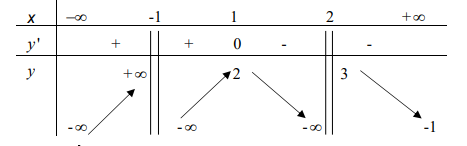 x −∞ -1 1 2 +∞
y' + + 0 - -
y +∞ 2 3
-∞ -∞ -∞ -1